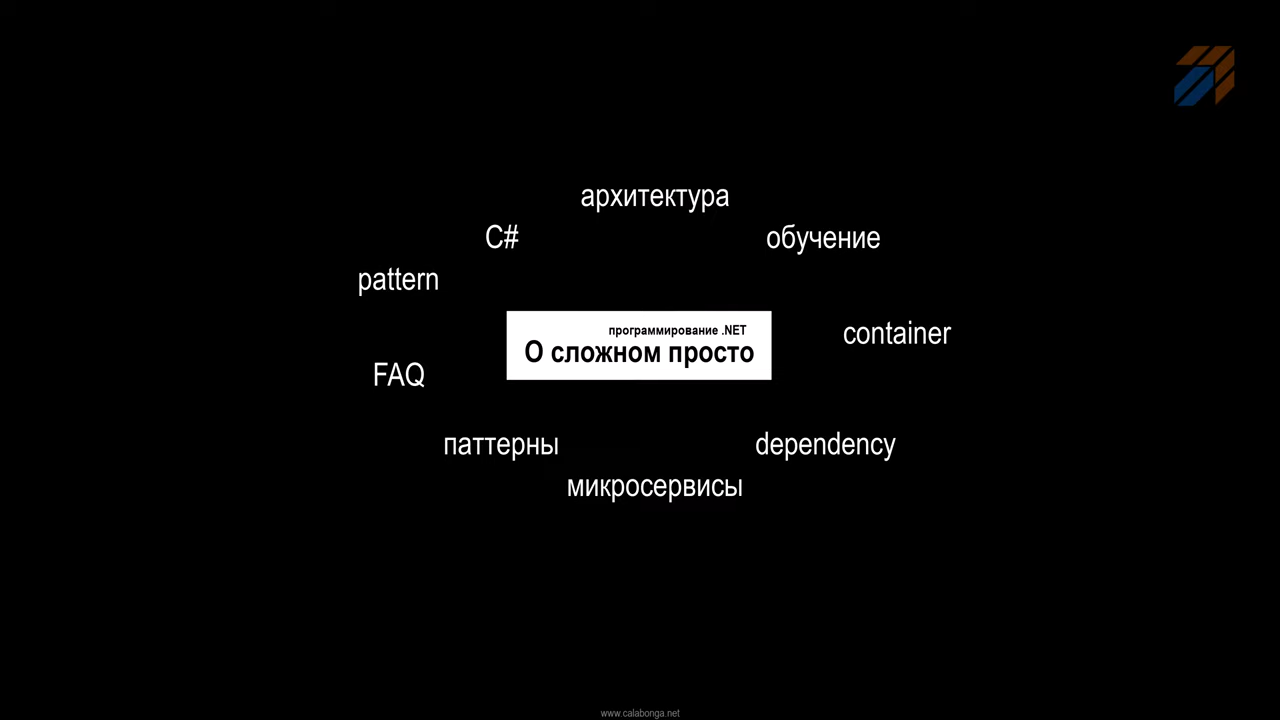 архитектура
C#
обучение
pattern
программирование .NET
О сложном просто
container
FAQ
паттерны
dependency
микросервисы
www.calabonga.net